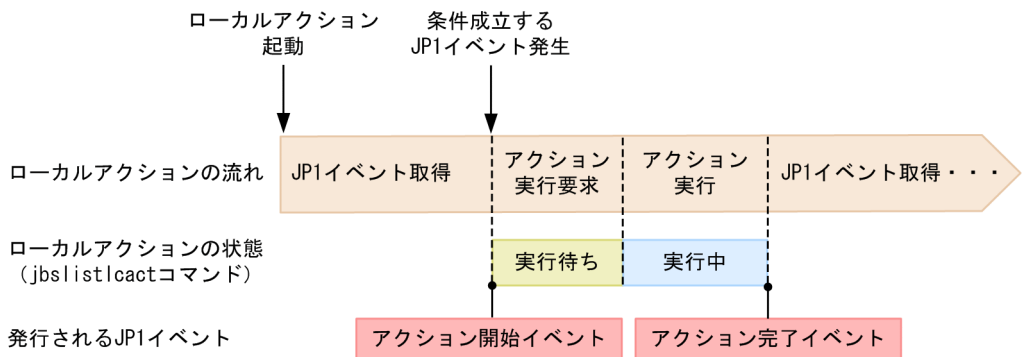 ローカルアクション
起動
条件成立する
JP1イベント発生
ローカルアクションの流れ
JP1イベント取得
アクション
実行要求
アクション
実行
JP1イベント取得・・・
ローカルアクションの状態
(jbslistlcactコマンド)
実行待ち
実行中
発行されるJP1イベント
アクション開始イベント
アクション完了イベント